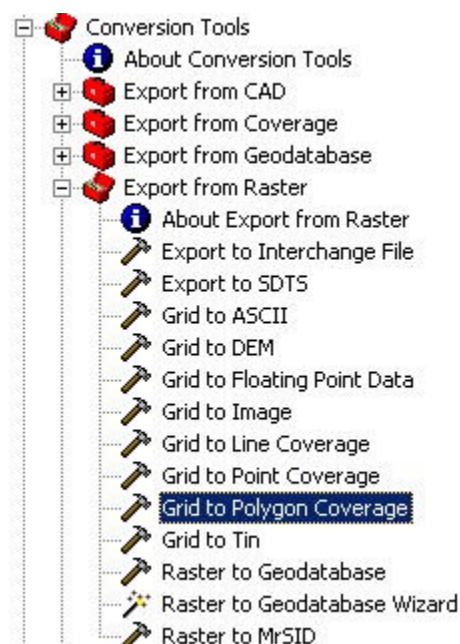 Conversion Tools
About Conversion Tools
Export from CAD
Export from Coverage
Export from Geodatabase
Export from Raster
About Export from Raster
Export to Interchange File
Export to SDTS
Grid to ASCII
Grid to DEM
Grid to Floating Point Data
Grid to Image
Grid to Line Coverage
Grid to Point Coverage
Grid to Polygon Coverage
Grid to Tin
Raster to Geodatabase
Raster to Geodatabase Wizard
Raster to MrSID